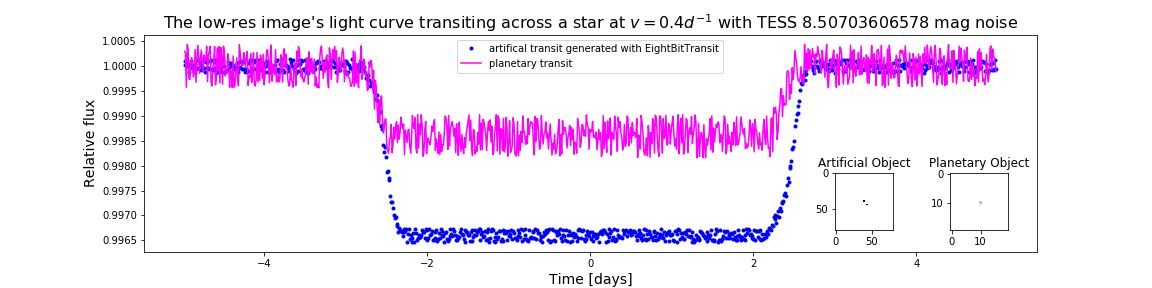 The low-res image's light curve transiting across a star at v = 0.4d⁻¹ with TESS 8.50703606578 mag noise
artifical transit generated with EightBitTransit
planetary transit
Relative flux
1.0005
1.0000
0.9995
0.9990
0.9985
0.9980
0.9975
0.9970
0.9965
Artificial Object
0
50
0 50
Planetary Object
0
10
0 10
−4 −2 0 2 4
Time [days]